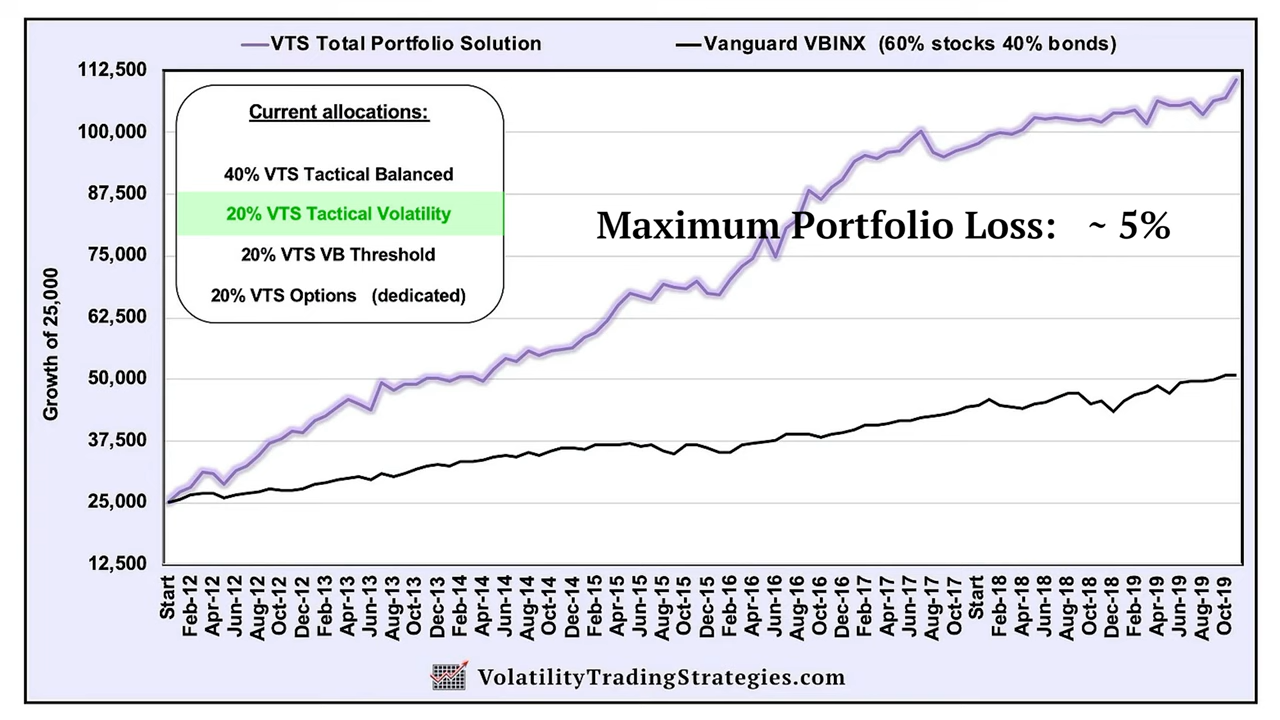 VTS Total Portfolio Solution
Vanguard VBINX (60% stocks 40% bonds)
112,500
100,000
87,500
75,000
62,500
50,000
37,500
25,000
12,500
Growth of 25,000
Current allocations:
40% VTS Tactical Balanced
20% VTS Tactical Volatility
20% VTS VB Threshold
20% VTS Options (dedicated)
Maximum Portfolio Loss: ~ 5%
Start
Feb-12
Apr-12
Jun-12
Aug-12
Oct-12
Dec-12
Feb-13
Apr-13
Jun-13
Aug-13
Oct-13
Dec-13
Feb-14
Apr-14
Jun-14
Aug-14
Oct-14
Dec-14
Feb-15
Apr-15
Jun-15
Aug-15
Oct-15
Dec-15
Feb-16
Apr-16
Jun-16
Aug-16
Oct-16
Dec-16
Feb-17
Apr-17
Jun-17
Aug-17
Oct-17
Start
Feb-18
Apr-18
Jun-18
Aug-18
Oct-18
Dec-18
Feb-19
Apr-19
Jun-19
Aug-19
Oct-19
VolatilityTradingStrategies.com